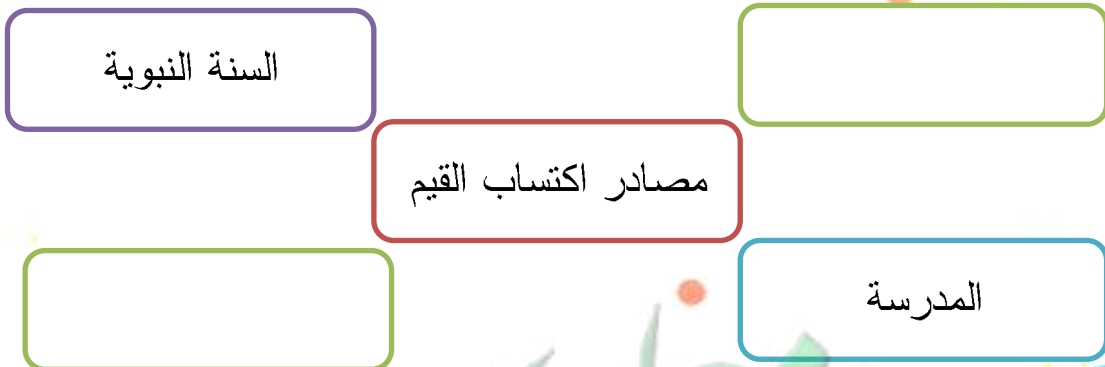 السنة النبوية
مصادر اكتساب القيم
المدرسة